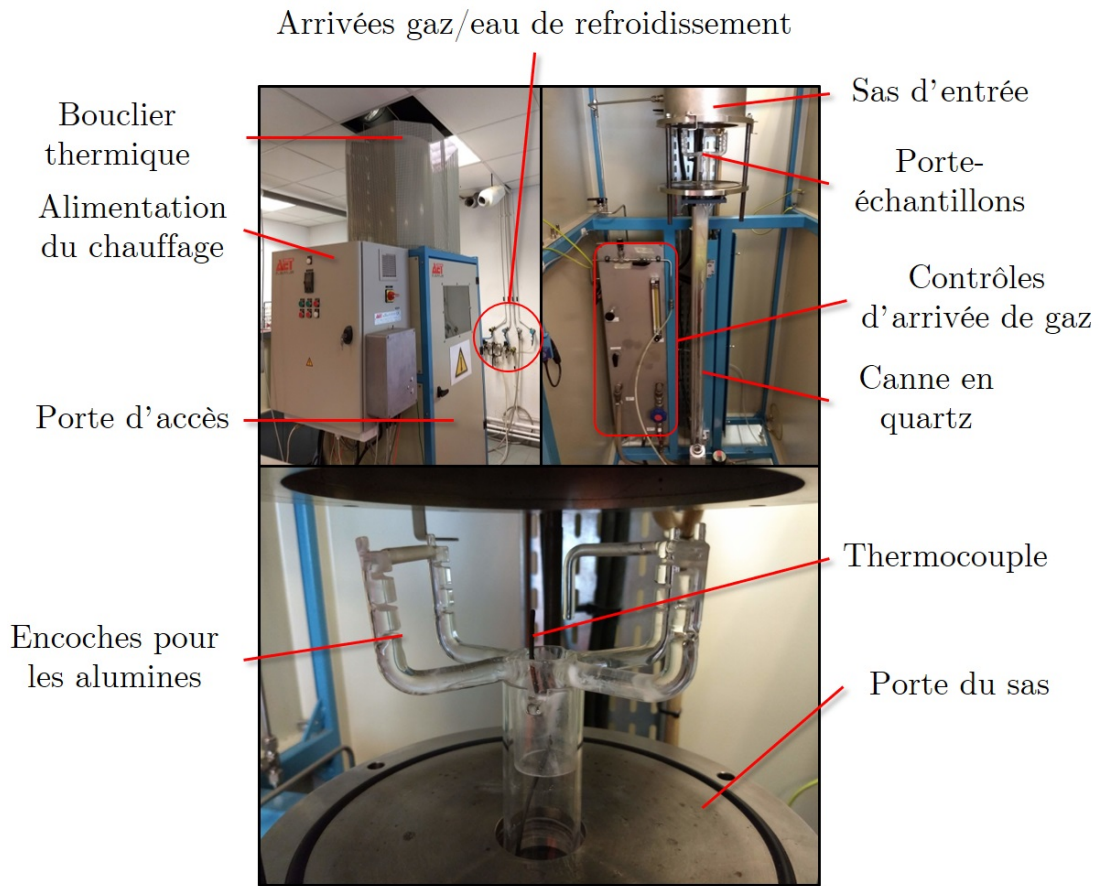 Arrivées gaz/eau de refroidissement
Bouclier
thermique
Alimentation
du chauffage
Porte d'accès
Sas d'entrée
Porte-
échantillons
Contrôles
d'arrivée de gaz
Canne en
quartz
Encoches pour
les alumines
Thermocouple
Porte du sas